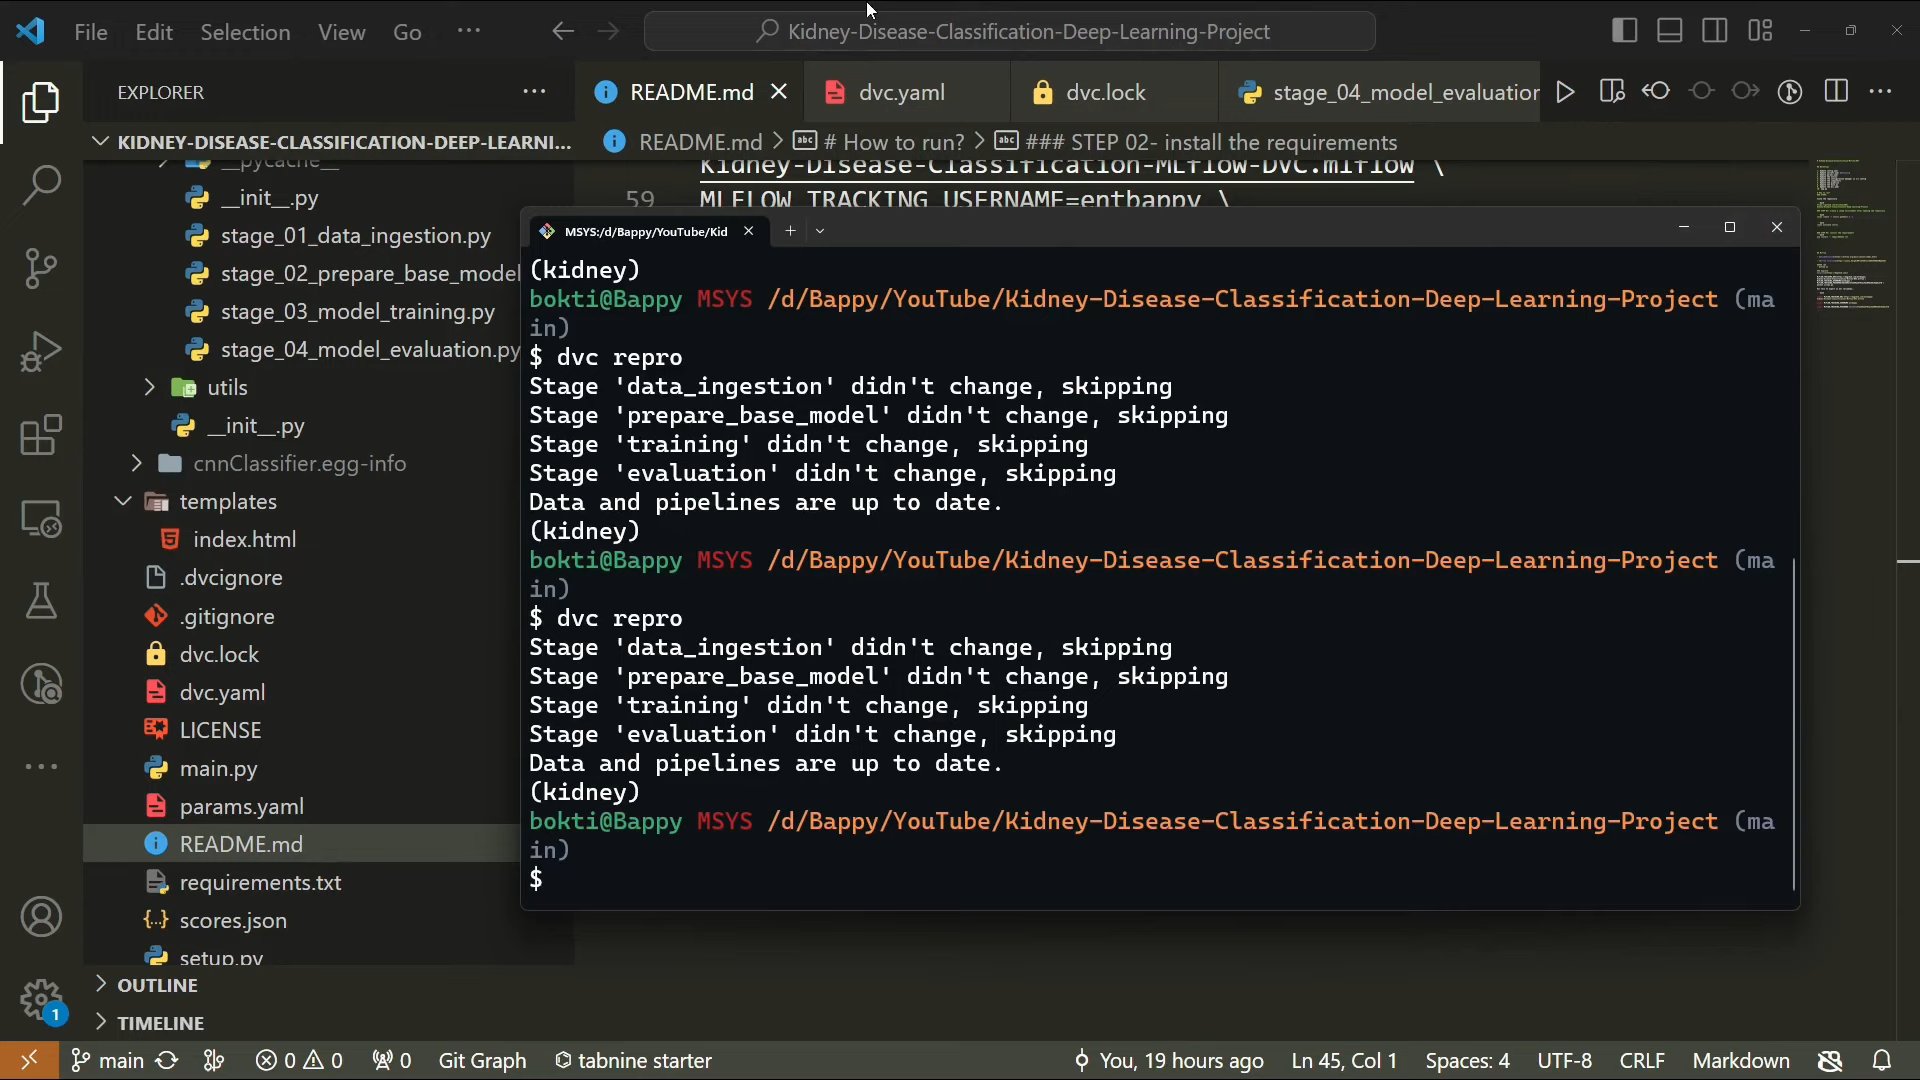 File Edit Selection View Go ...
Kidney-Disease-Classification-Deep-Learning-Project
EXPLORER
README.md
dvc.yaml
dvc.lock
stage_04_model_evaluation
KIDNEY-DISEASE-CLASSIFICATION-DEEP-LEARNI...
README.md > # How to run? > ### STEP 02- install the requirements
Kidney-Disease-Classification-MLflow-DVC.mlflow \
59 MLFLOW_TRACKING_USERNAME=entbappy \
__pycache__
__init__.py
stage_01_data_ingestion.py
stage_02_prepare_base_model
stage_03_model_training.py
stage_04_model_evaluation.py
utils
__init__.py
cnnClassifier.egg-info
templates
index.html
.dvcignore
.gitignore
dvc.lock
dvc.yaml
LICENSE
main.py
params.yaml
README.md
requirements.txt
scores.json
setup.py
OUTLINE
TIMELINE
MSYS:/d/Bappy/YouTube/Kid
(kidney)
bokti@Bappy MSYS /d/Bappy/YouTube/Kidney-Disease-Classification-Deep-Learning-Project (ma
in)
$ dvc repro
Stage 'data_ingestion' didn't change, skipping
Stage 'prepare_base_model' didn't change, skipping
Stage 'training' didn't change, skipping
Stage 'evaluation' didn't change, skipping
Data and pipelines are up to date.
(kidney)
bokti@Bappy MSYS /d/Bappy/YouTube/Kidney-Disease-Classification-Deep-Learning-Project (ma
in)
$ dvc repro
Stage 'data_ingestion' didn't change, skipping
Stage 'prepare_base_model' didn't change, skipping
Stage 'training' didn't change, skipping
Stage 'evaluation' didn't change, skipping
Data and pipelines are up to date.
(kidney)
bokti@Bappy MSYS /d/Bappy/YouTube/Kidney-Disease-Classification-Deep-Learning-Project (ma
in)
$
1
main 0 0 0 Git Graph tabnine starter You, 19 hours ago Ln 45, Col 1 Spaces: 4 UTF-8 CRLF Markdown